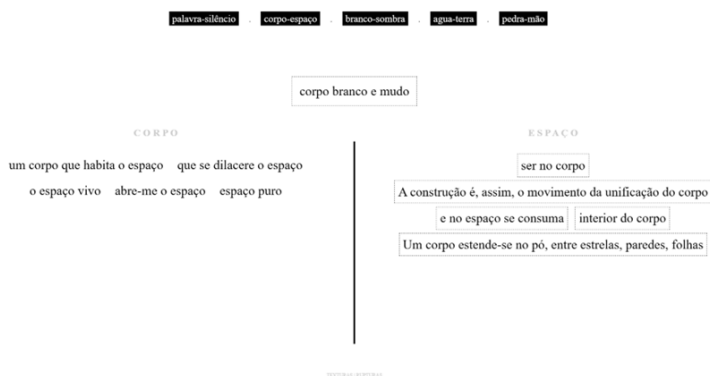 palavra-silêncio . corpo-espaço . branco-sombra . agua-terra . pedra-mão
corpo branco e mudo
CORPO
um corpo que habita o espaço que se dilacere o espaço
o espaço vivo abre-me o espaço espaço puro
ESPAÇO
ser no corpo
A construção é, assim, o movimento da unificação do corpo
e no espaço se consuma interior do corpo
Um corpo estende-se no pó, entre estrelas, paredes, folhas